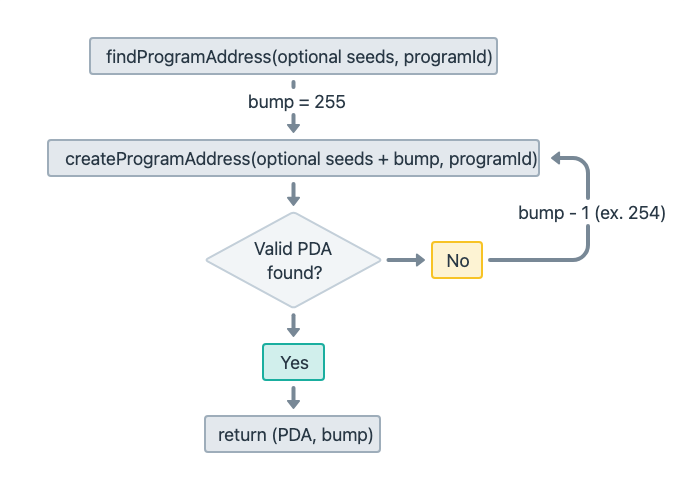 findProgramAddress(optional seeds, programId)
bump = 255
createProgramAddress(optional seeds + bump, programId)
bump - 1 (ex. 254)
Valid PDA
found?
No
Yes
return (PDA, bump)